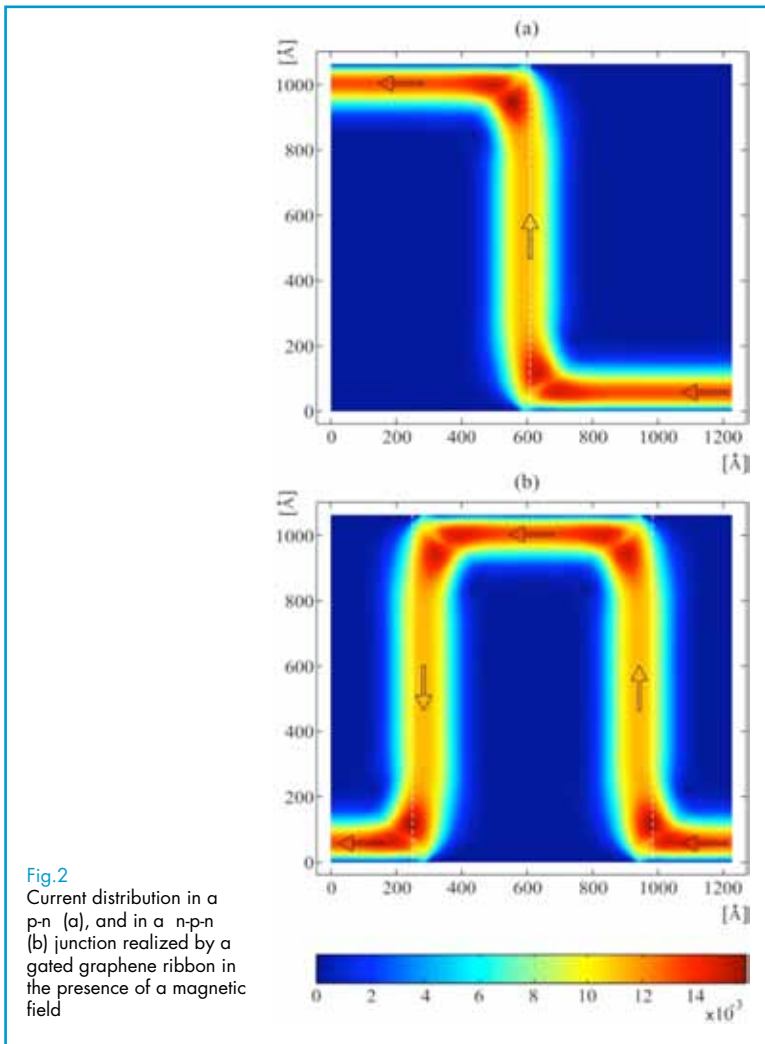 (a)
[Å]
1000
800
600
400
200
0
0 200 400 600 800 1000 1200
[Å]
(b)
[Å]
1000
800
600
400
200
0
0 200 400 600 800 1000 1200
[Å]
0 2 4 6 8 10 12 14
x10⁻³
Fig.2
Current distribution in a
p-n (a), and in a n-p-n
(b) junction realized by a
gated graphene ribbon in
the presence of a magnetic
field